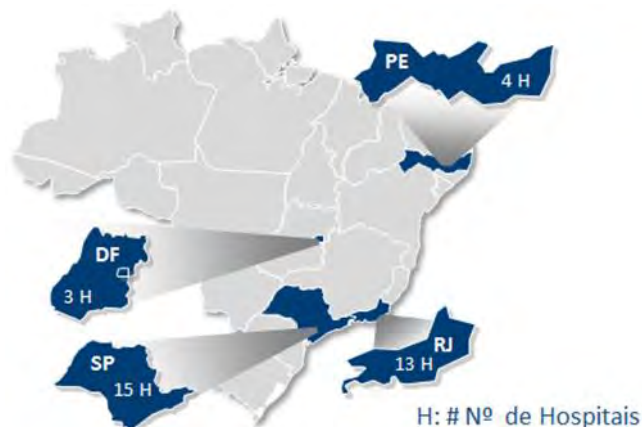 PE
4 H
DF
3 H
SP
15 H
RJ
13 H
H: # Nº de Hospitais